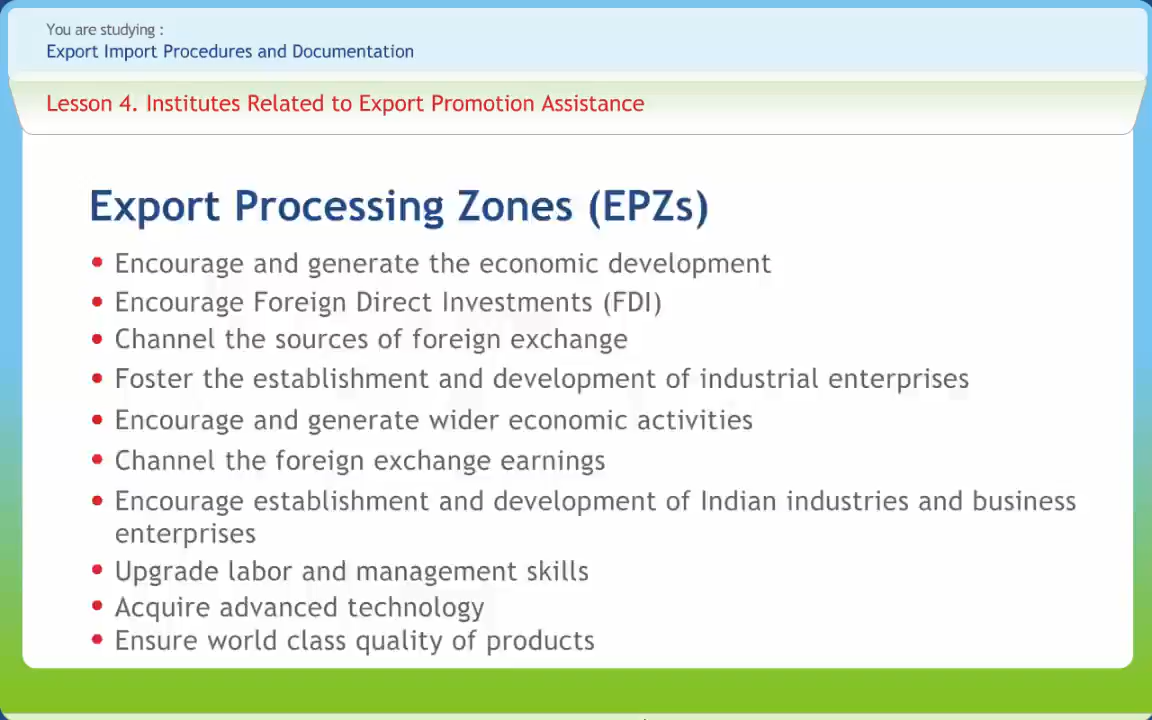 You are studying :
Export Import Procedures and Documentation
Lesson 4. Institutes Related to Export Promotion Assistance
Export Processing Zones (EPZs)
• Encourage and generate the economic development
• Encourage Foreign Direct Investments (FDI)
• Channel the sources of foreign exchange
• Foster the establishment and development of industrial enterprises
• Encourage and generate wider economic activities
• Channel the foreign exchange earnings
• Encourage establishment and development of Indian industries and business
enterprises
• Upgrade labor and management skills
• Acquire advanced technology
• Ensure world class quality of products